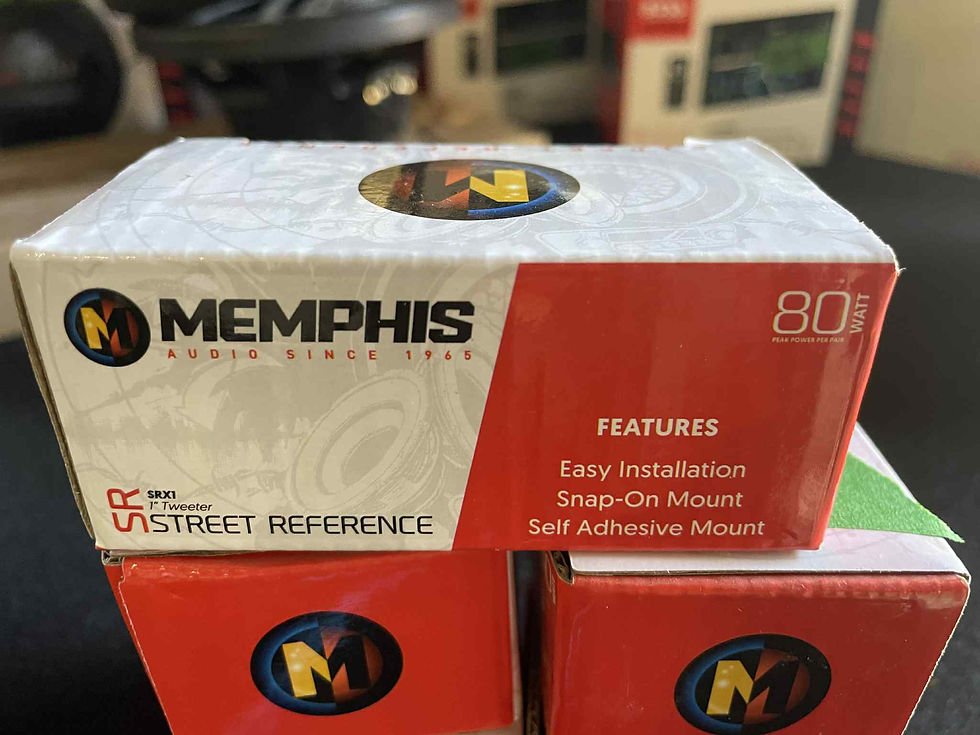 MEMPHIS
AUDIO SINCE 1965
80 WATT
PEAK POWER PER PAIR
FEATURES
Easy Installation
Snap-On Mount
Self Adhesive Mount
SR
SRX1
1" Tweeter
STREET REFERENCE